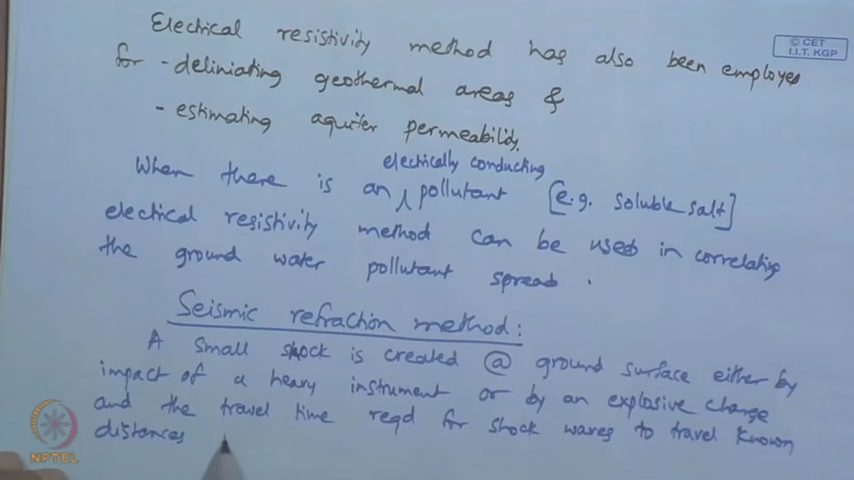 Electrical resistivity method has also been employed
© CET
I.I.T. KGP
for - deliniating geothermal areas &
- estimating aquifer permeability.
electrically conducting
When there is an pollutant [e.g. soluble salt]
electrical resistivity method can be used in correlating
the ground water pollutant spread.
Seismic refraction method:
A small shock is created @ ground surface either by
impact of a heavy instrument or by an explosive charge
and the travel time reqd for shock waves to travel known
distances
NPTEL